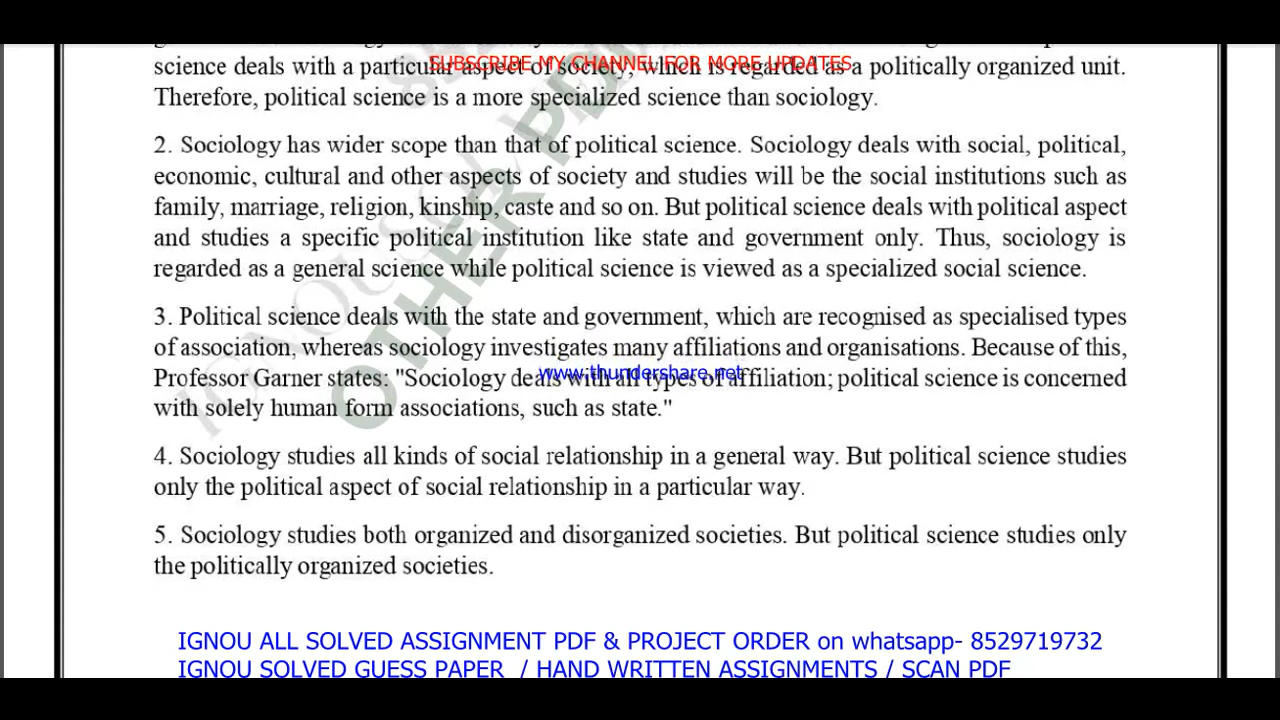 SUBSCRIBE MY CHANNEL FOR MORE UPDATES
science deals with a particular aspect of society, which is regarded as a politically organized unit.
Therefore, political science is a more specialized science than sociology.
2. Sociology has wider scope than that of political science. Sociology deals with social, political,
economic, cultural and other aspects of society and studies will be the social institutions such as
family, marriage, religion, kinship, caste and so on. But political science deals with political aspect
and studies a specific political institution like state and government only. Thus, sociology is
regarded as a general science while political science is viewed as a specialized social science.
3. Political science deals with the state and government, which are recognised as specialised types
of association, whereas sociology investigates many affiliations and organisations. Because of this,
www.thundershare.net
Professor Garner states: "Sociology deals with all types of affiliation; political science is concerned
with solely human form associations, such as state."
4. Sociology studies all kinds of social relationship in a general way. But political science studies
only the political aspect of social relationship in a particular way.
5. Sociology studies both organized and disorganized societies. But political science studies only
the politically organized societies.
IGNOU ALL SOLVED ASSIGNMENT PDF & PROJECT ORDER on whatsapp- 8529719732
IGNOU SOLVED GUESS PAPER / HAND WRITTEN ASSIGNMENTS / SCAN PDF
OTHER PD